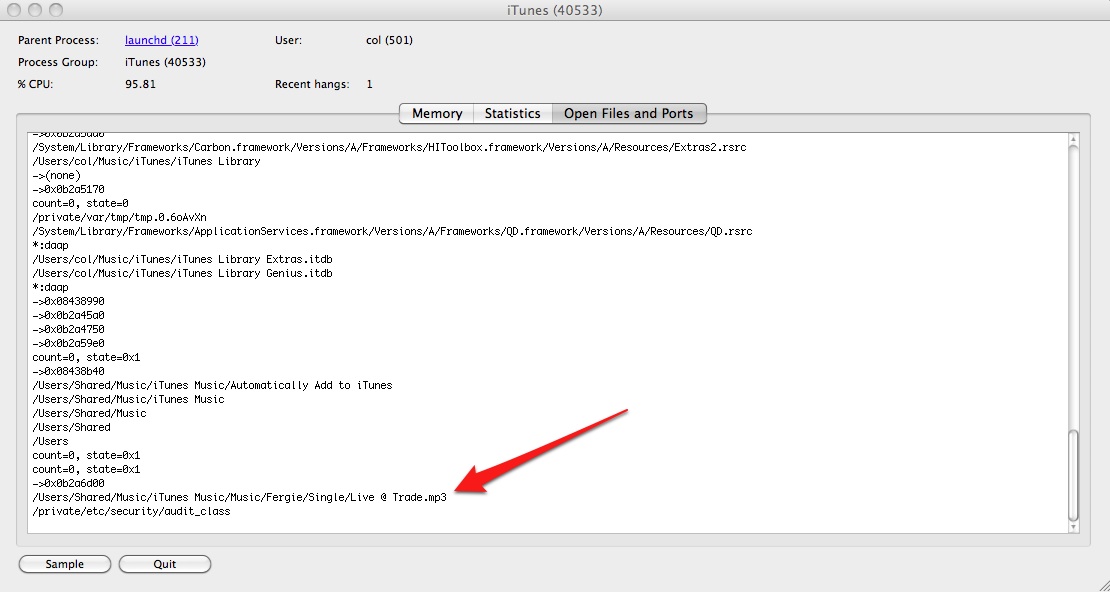 iTunes (40533)
Parent Process: launchd (211) User: col (501)
Process Group: iTunes (40533)
% CPU: 95.81 Recent hangs: 1
Memory Statistics Open Files and Ports
/System/Library/Frameworks/Carbon.framework/Versions/A/Frameworks/HIToolbox.framework/Versions/A/Resources/Extras2.rsrc
/Users/col/Music/iTunes/iTunes Library
->(none)
->0x0b2a5170
count=0, state=0
/private/var/tmp/tmp.0.6oAvXn
/System/Library/Frameworks/ApplicationServices.framework/Versions/A/Frameworks/QD.framework/Versions/A/Resources/QD.rsrc
*:daap
/Users/col/Music/iTunes/iTunes Library Extras.itdb
/Users/col/Music/iTunes/iTunes Library Genius.itdb
*:daap
->0x08438990
->0x0b2a45a0
->0x0b2a4750
->0x0b2a59e0
count=0, state=0x1
->0x08438b40
/Users/Shared/Music/iTunes Music/Automatically Add to iTunes
/Users/Shared/Music/iTunes Music
/Users/Shared/Music
/Users/Shared
/Users
count=0, state=0x1
count=0, state=0x1
->0x0b2a6d00
/Users/Shared/Music/iTunes Music/Music/Fergie/Single/Live @ Trade.mp3
/private/etc/security/audit_class
Sample Quit